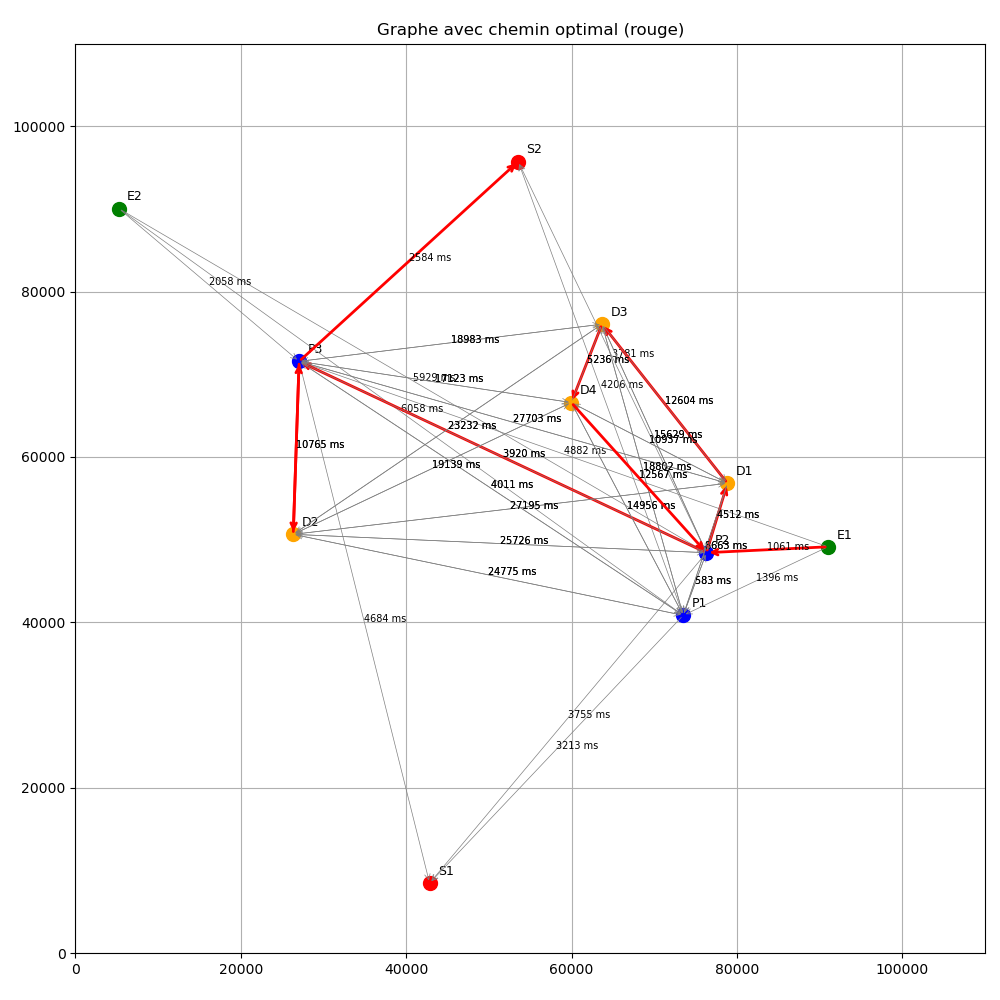 Graphe avec chemin optimal (rouge)
100000
80000
60000
40000
20000
0
0
20000
40000
60000
80000
100000
S2
E2
2584 ms
2058 ms
D3
P3
18983 ms
3781 ms
5236 ms
5929 ms
17123 ms
4206 ms
D4
12604 ms
6058 ms
27703 ms
23232 ms
15629 ms
10937 ms
10765 ms
3920 ms
4882 ms
19139 ms
18802 ms
12567 ms
D1
4011 ms
27195 ms
14956 ms
4512 ms
D2
25726 ms
P2
E1
1061 ms
24775 ms
583 ms
1396 ms
P1
4684 ms
3755 ms
3213 ms
S1